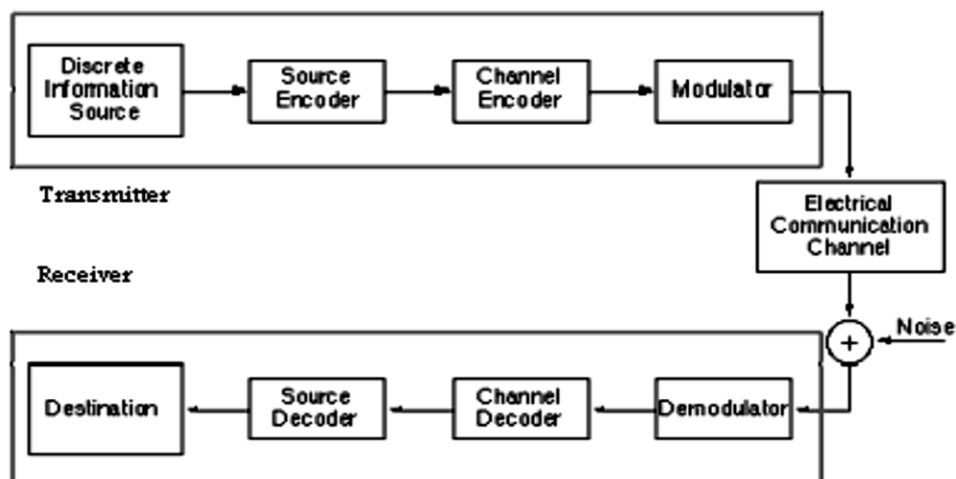 Discrete
Information
Source
Source
Encoder
Channel
Encoder
Modulator
Transmitter
Electrical
Communication
Channel
Receiver
Noise
+
Destination
Source
Decoder
Channel
Decoder
Demodulator